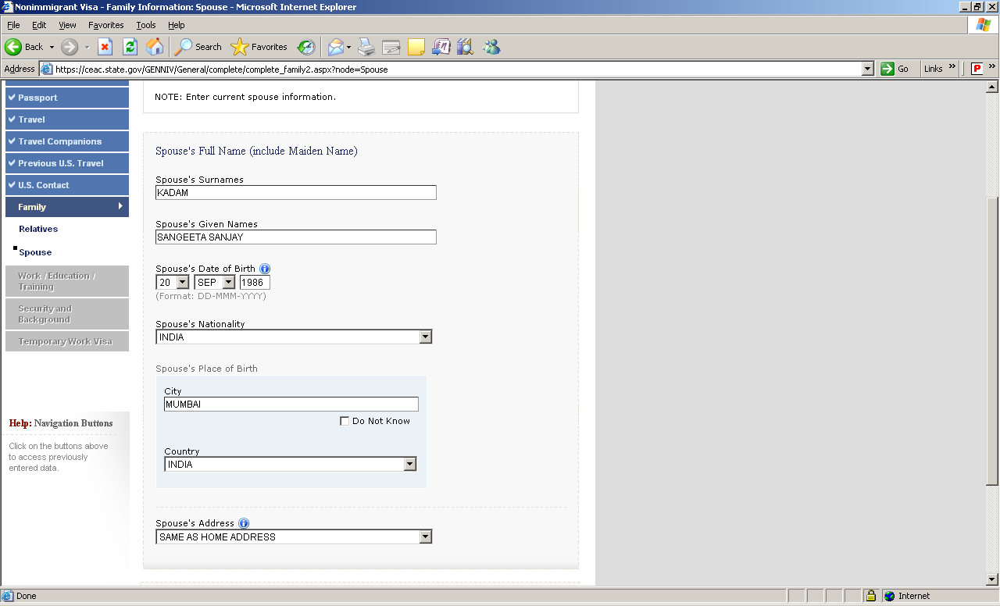 Nonimmigrant Visa - Family Information: Spouse - Microsoft Internet Explorer
File Edit View Favorites Tools Help
Back Search Favorites
Address https://ceac.state.gov/GENNIV/General/complete/complete_family2.aspx?node=Spouse Go Links »
Passport
Travel
Travel Companions
Previous U.S. Travel
U.S. Contact
Family
Relatives
Spouse
Work / Education / Training
Security and Background
Temporary Work Visa
Help: Navigation Buttons
Click on the buttons above
to access previously
entered data.
NOTE: Enter current spouse information.
Spouse's Full Name (include Maiden Name)
Spouse's Surnames
KADAM
Spouse's Given Names
SANGEETA SANJAY
Spouse's Date of Birth
20 SEP 1986
(Format: DD-MMM-YYYY)
Spouse's Nationality
INDIA
Spouse's Place of Birth
City
MUMBAI
Do Not Know
Country
INDIA
Spouse's Address
SAME AS HOME ADDRESS
Done Internet